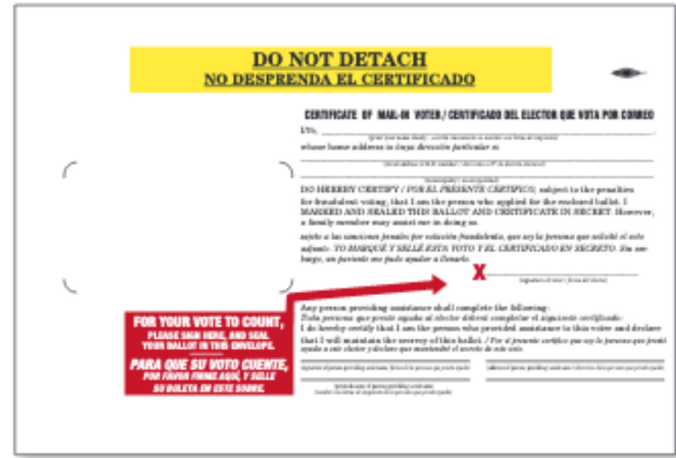 DO NOT DETACH
NO DESPRENDA EL CERTIFICADO
CERTIFICATE OF MAIL-IN VOTER / CERTIFICADO DEL ELECTOR QUE VOTA POR CORREO
I/Yo,
whose home address is /cuya dirección particular es
DO HEREBY CERTIFY / POR EL PRESENTE CERTIFICO, subject to the penalties
for fraudulent voting, that I am the person who applied for the enclosed ballot. I
MARKED AND SEALED THIS BALLOT AND CERTIFICATE IN SECRET. However,
a family member may assist me in doing so.
sujeto a las sanciones penales por votación fraudulenta, que soy la persona que solicitó el voto
adjunto. YO MARQUÉ Y SELLÉ ESTA VOTO Y EL CERTIFICADO EN SECRETO. Sin em-
bargo, un pariente me pudo ayudar a llenarlo.
X
(signature of voter / firma del elector)
FOR YOUR VOTE TO COUNT,
PLEASE SIGN HERE, AND SEAL
YOUR BALLOT IN THIS ENVELOPE.
PARA QUE SU VOTO CUENTE,
POR FAVOR FIRME AQUÍ, Y SELLE
SU BOLETA EN ESTE SOBRE.
Any person providing assistance shall complete the following:
Toda persona que preste ayuda al elector deberá completar el siguiente certificado:
I do hereby certify that I am the person who provided assistance to this voter and declare
that I will maintain the secrecy of this ballot. / Por el presente certifico que soy la persona que prestó
ayuda a este elector y declaro que mantendré el secreto de este voto.